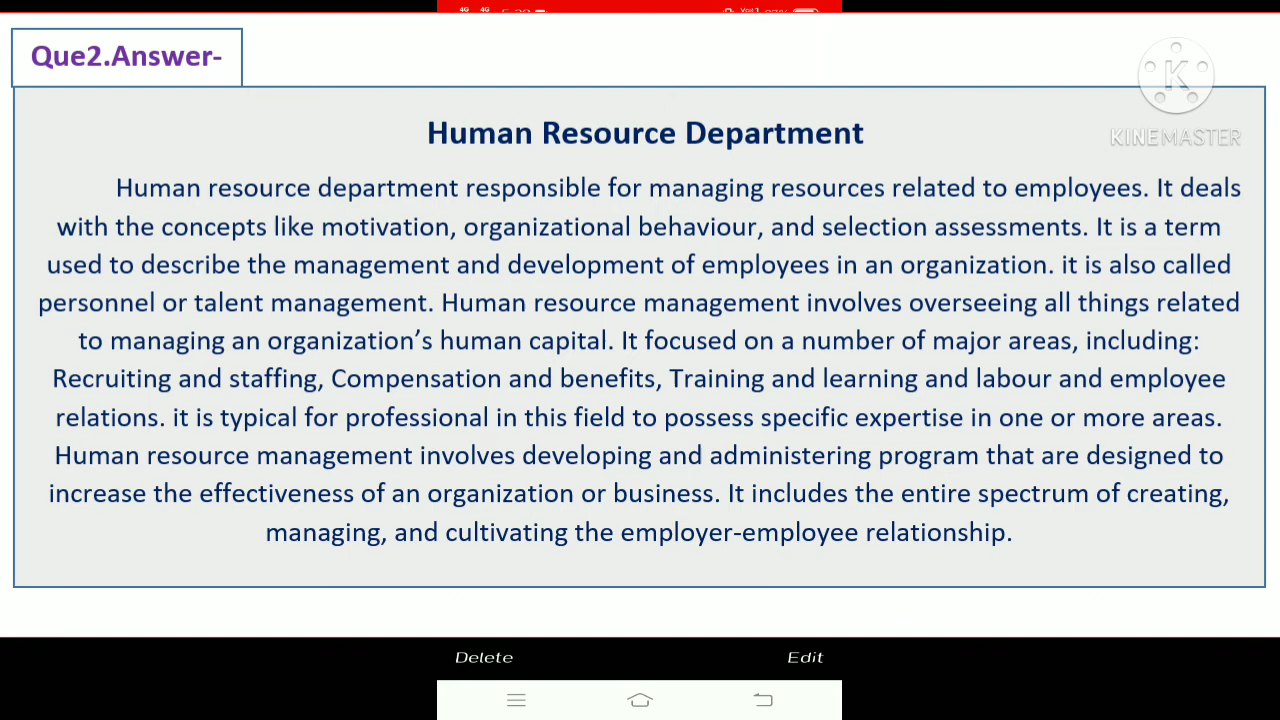 4G 4G
Que2.Answer-
K
KINEMASTER
Human Resource Department
Human resource department responsible for managing resources related to employees. It deals
with the concepts like motivation, organizational behaviour, and selection assessments. It is a term
used to describe the management and development of employees in an organization. it is also called
personnel or talent management. Human resource management involves overseeing all things related
to managing an organization’s human capital. It focused on a number of major areas, including:
Recruiting and staffing, Compensation and benefits, Training and learning and labour and employee
relations. it is typical for professional in this field to possess specific expertise in one or more areas.
Human resource management involves developing and administering program that are designed to
increase the effectiveness of an organization or business. It includes the entire spectrum of creating,
managing, and cultivating the employer-employee relationship.
Delete Edit